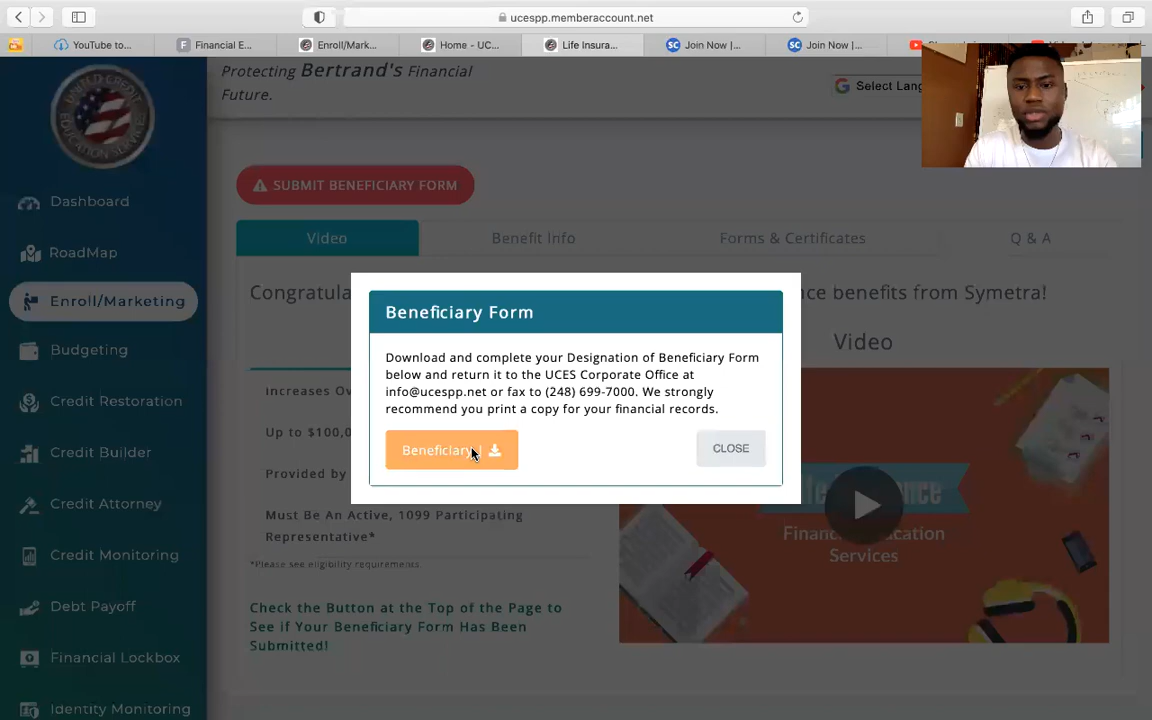 ucespp.memberaccount.net
YouTube to...
Financial E...
Enroll/Mark...
Home - UC...
Life Insura...
Join Now |...
Join Now |...
UNITED CREDIT
EDUCATION SERVICES
Protecting Bertrand's Financial
Future.
Select Lang
SUBMIT BENEFICIARY FORM
Dashboard
RoadMap
Enroll/Marketing
Budgeting
Credit Restoration
Credit Builder
Credit Attorney
Credit Monitoring
Debt Payoff
Financial Lockbox
Identity Monitoring
Video
Benefit Info
Forms & Certificates
Q & A
Congratula
ce benefits from Symetra!
Video
Beneficiary Form
Download and complete your Designation of Beneficiary Form
below and return it to the UCES Corporate Office at
info@ucespp.net or fax to (248) 699-7000. We strongly
recommend you print a copy for your financial records.
Beneficiary |
CLOSE
Increases Ov
Up to $100,0
Provided by
Must Be An Active, 1099 Participating
Representative*
*Please see eligibility requirements.
Check the Button at the Top of the Page to
See if Your Beneficiary Form Has Been
Submitted!
Services